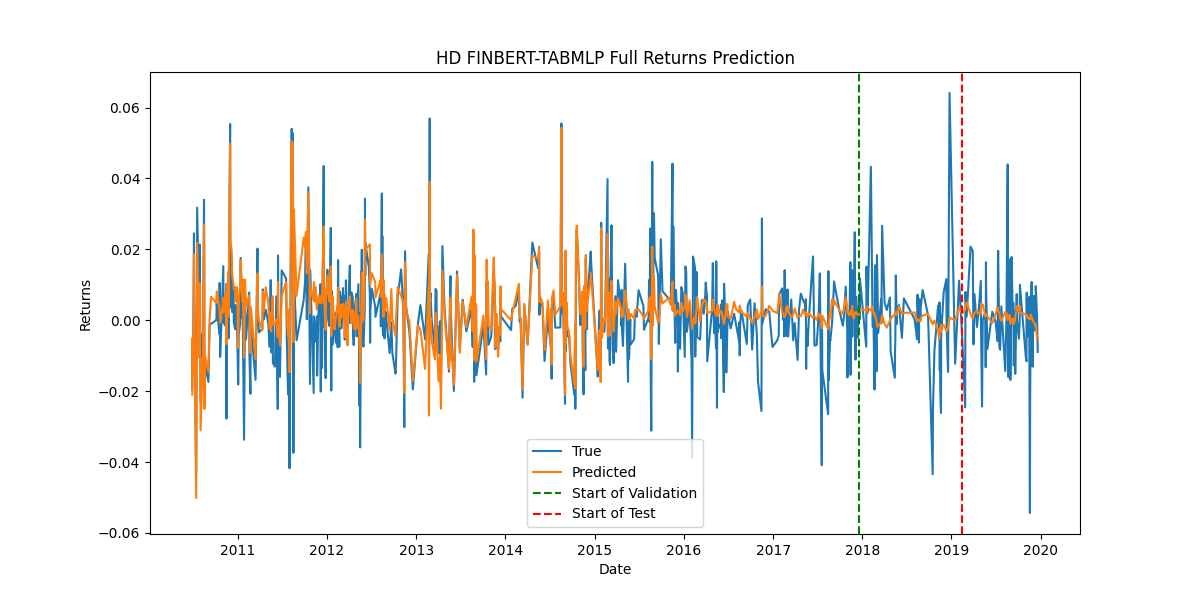 HD FINBERT-TABMLP Full Returns Prediction
Returns
0.06
0.04
0.02
0.00
−0.02
−0.04
−0.06
True
Predicted
Start of Validation
Start of Test
2011 2012 2013 2014 2015 2016 2017 2018 2019 2020
Date